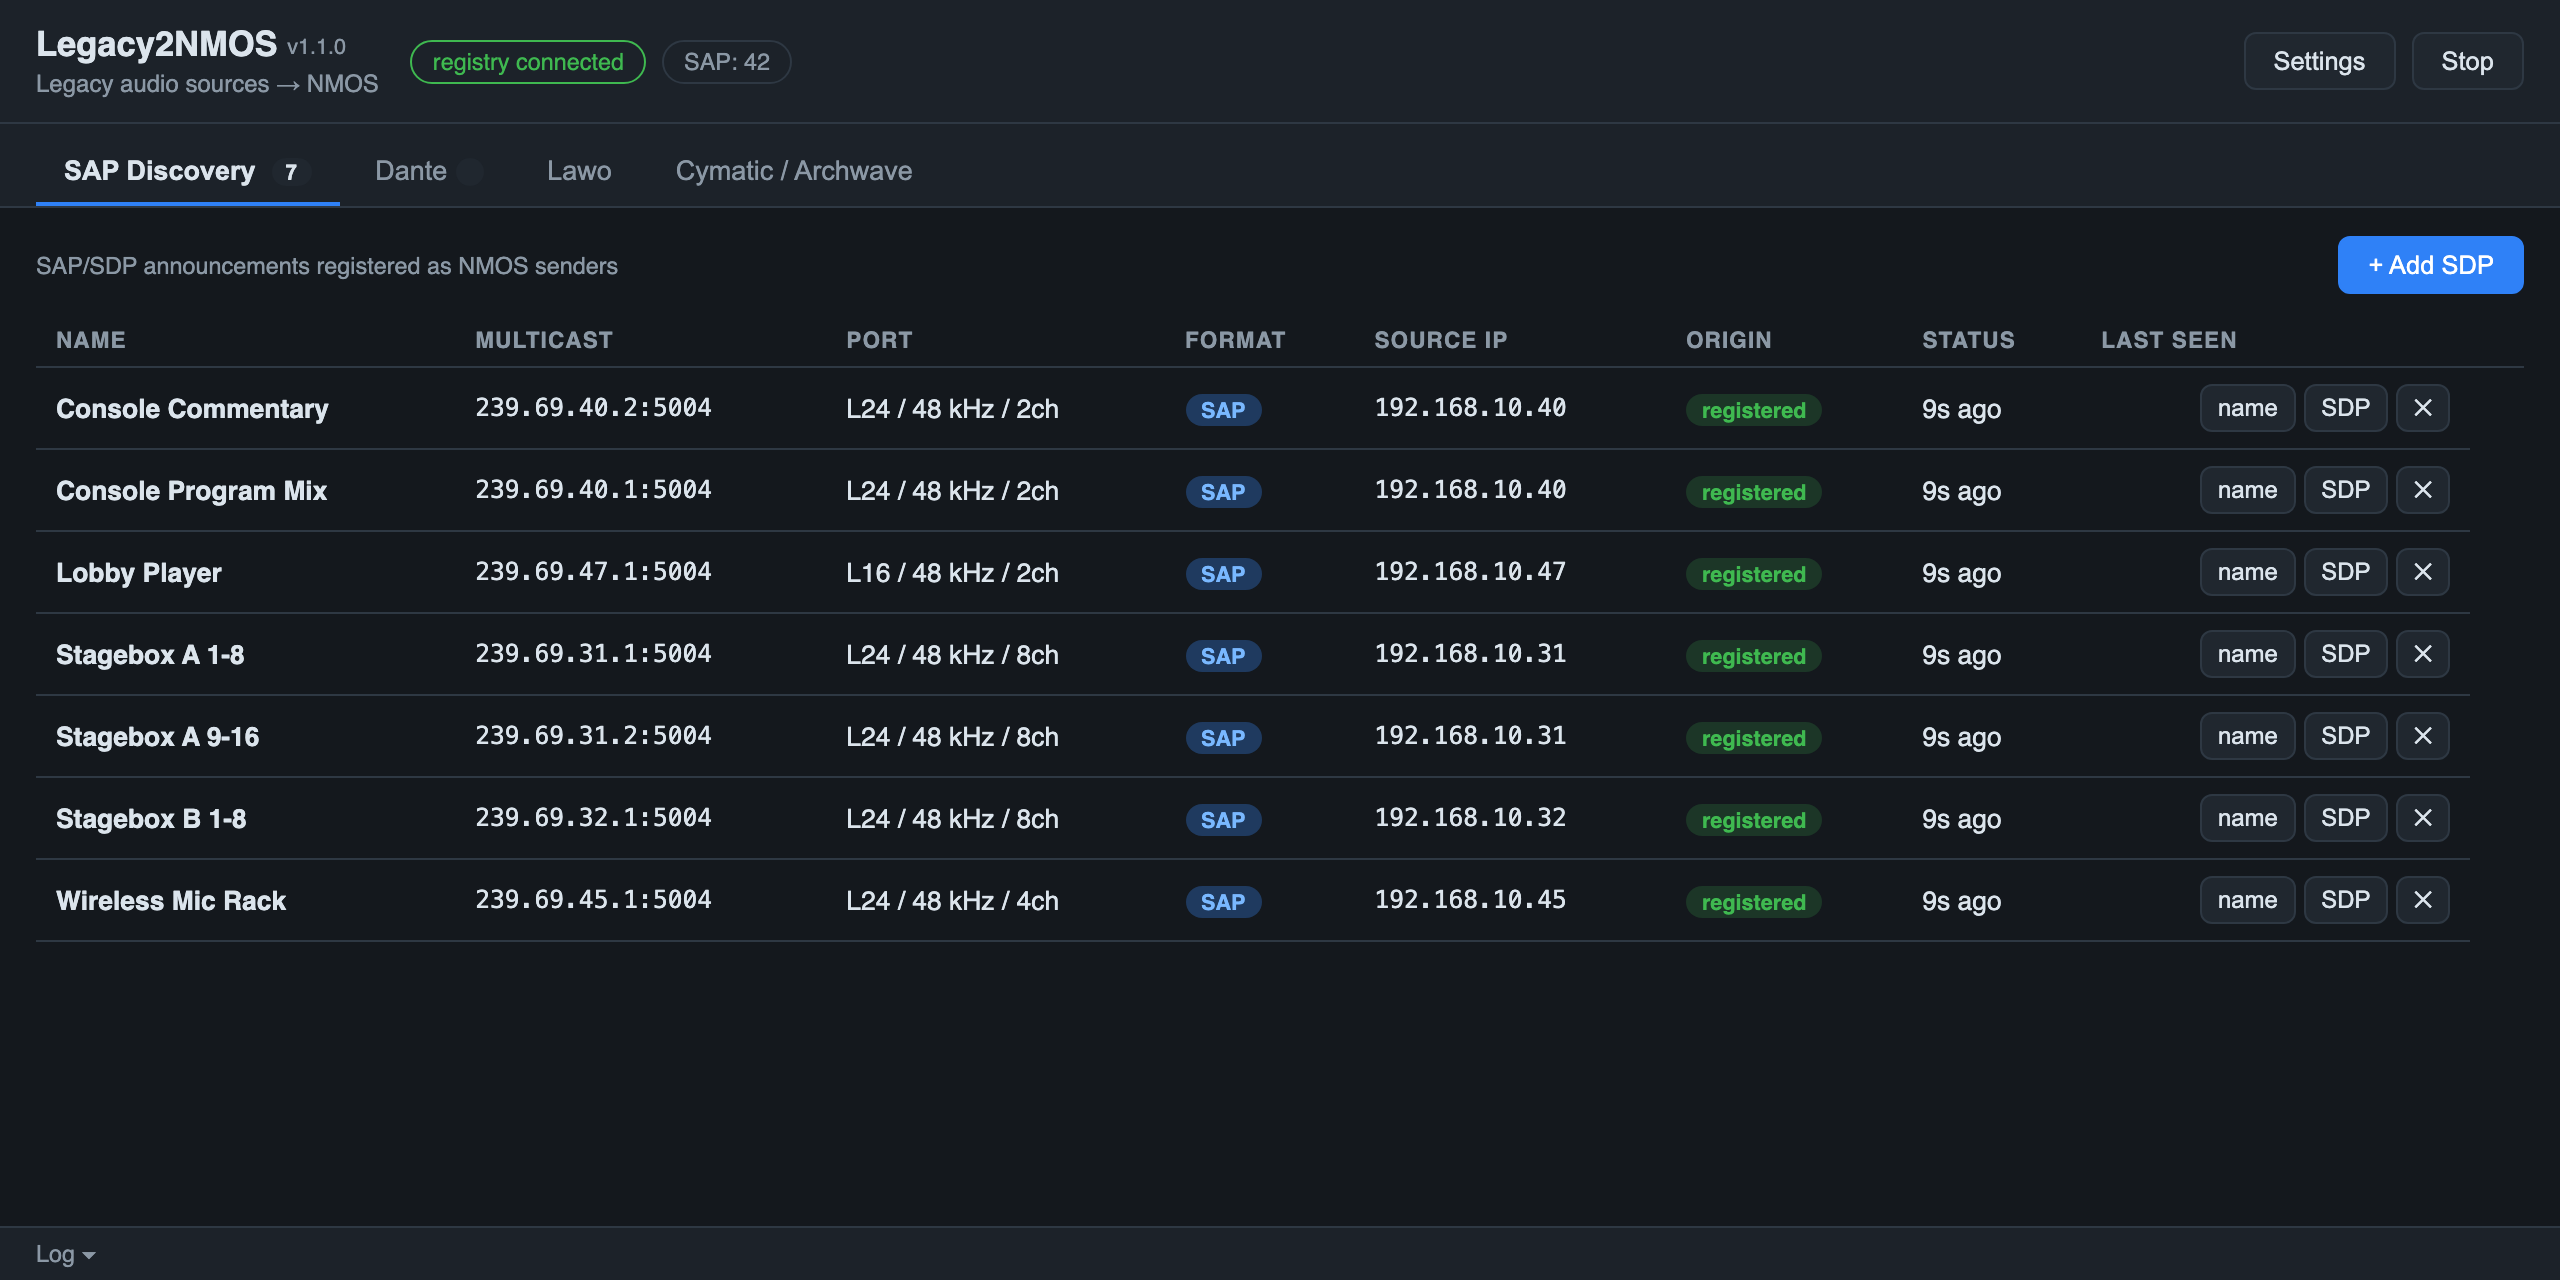 Legacy2NMOS v1.1.0
Legacy audio sources → NMOS
registry connected
SAP: 42
Settings
Stop
SAP Discovery 7
Dante
Lawo
Cymatic / Archwave
SAP/SDP announcements registered as NMOS senders
+ Add SDP
NAME MULTICAST PORT FORMAT SOURCE IP ORIGIN STATUS LAST SEEN
Console Commentary 239.69.40.2:5004 L24 / 48 kHz / 2ch SAP 192.168.10.40 registered 9s ago name SDP ✕
Console Program Mix 239.69.40.1:5004 L24 / 48 kHz / 2ch SAP 192.168.10.40 registered 9s ago name SDP ✕
Lobby Player 239.69.47.1:5004 L16 / 48 kHz / 2ch SAP 192.168.10.47 registered 9s ago name SDP ✕
Stagebox A 1-8 239.69.31.1:5004 L24 / 48 kHz / 8ch SAP 192.168.10.31 registered 9s ago name SDP ✕
Stagebox A 9-16 239.69.31.2:5004 L24 / 48 kHz / 8ch SAP 192.168.10.31 registered 9s ago name SDP ✕
Stagebox B 1-8 239.69.32.1:5004 L24 / 48 kHz / 8ch SAP 192.168.10.32 registered 9s ago name SDP ✕
Wireless Mic Rack 239.69.45.1:5004 L24 / 48 kHz / 4ch SAP 192.168.10.45 registered 9s ago name SDP ✕
Log